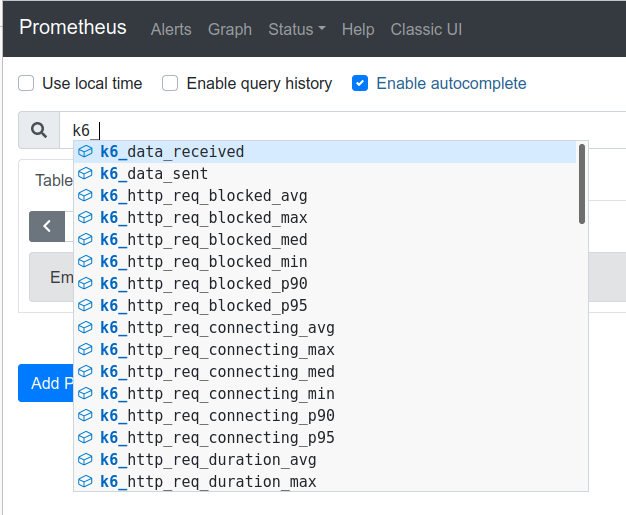 Prometheus Alerts Graph Status Help Classic UI
Use local time Enable query history Enable autocomplete
k6_
k6_data_received
k6_data_sent
Table
k6_http_req_blocked_avg
k6_http_req_blocked_max
k6_http_req_blocked_med
k6_http_req_blocked_min
Em
k6_http_req_blocked_p90
k6_http_req_blocked_p95
k6_http_req_connecting_avg
k6_http_req_connecting_max
k6_http_req_connecting_med
Add P
k6_http_req_connecting_min
k6_http_req_connecting_p90
k6_http_req_connecting_p95
k6_http_req_duration_avg
k6_http_req_duration_max